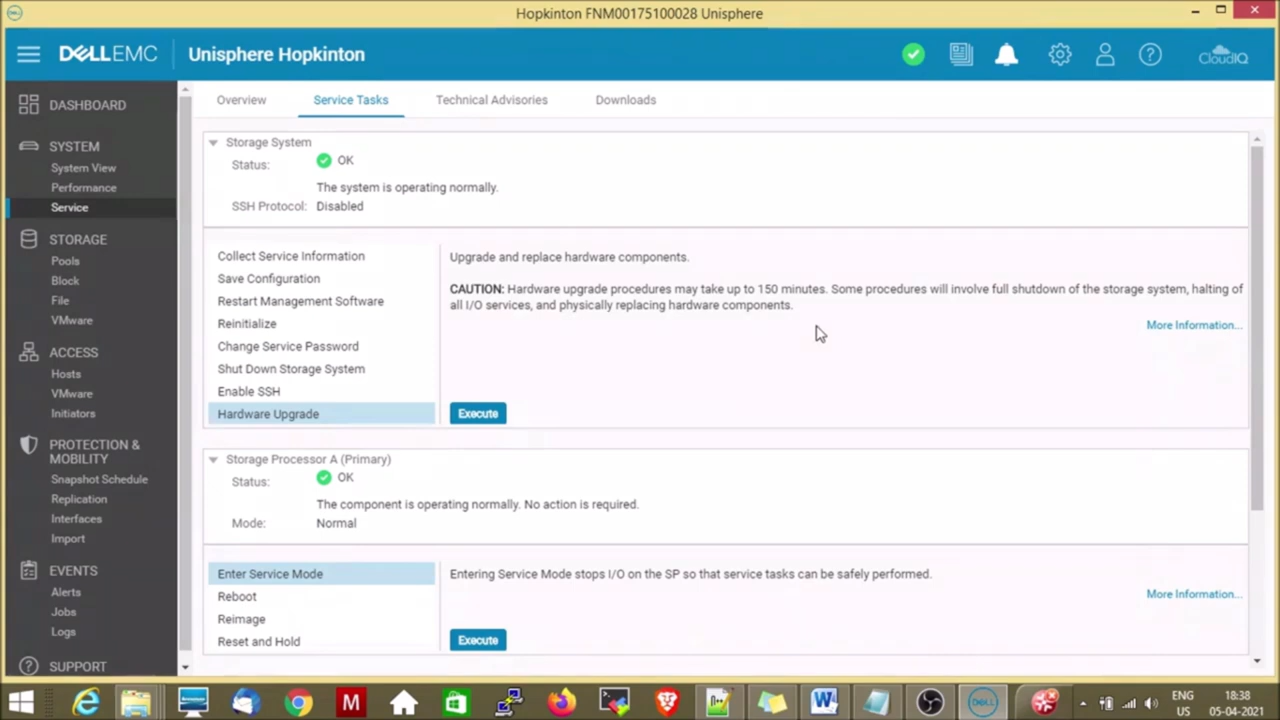 Hopkinton FNM00175100028 Unisphere
DELLEMC
Unisphere Hopkinton
CloudIQ
DASHBOARD
SYSTEM
System View
Performance
Service
STORAGE
Pools
Block
File
VMware
ACCESS
Hosts
VMware
Initiators
PROTECTION &
MOBILITY
Snapshot Schedule
Replication
Interfaces
Import
EVENTS
Alerts
Jobs
Logs
SUPPORT
Overview
Service Tasks
Technical Advisories
Downloads
Storage System
Status: OK
The system is operating normally.
SSH Protocol: Disabled
Collect Service Information
Save Configuration
Restart Management Software
Reinitialize
Change Service Password
Shut Down Storage System
Enable SSH
Hardware Upgrade
Upgrade and replace hardware components.
CAUTION: Hardware upgrade procedures may take up to 150 minutes. Some procedures will involve full shutdown of the storage system, halting of
all I/O services, and physically replacing hardware components.
More Information...
Execute
Storage Processor A (Primary)
Status: OK
The component is operating normally. No action is required.
Mode: Normal
Enter Service Mode
Reboot
Reimage
Reset and Hold
Entering Service Mode stops I/O on the SP so that service tasks can be safely performed.
More Information...
Execute
M
W
DELL
ENG
US
18:38
05-04-2021